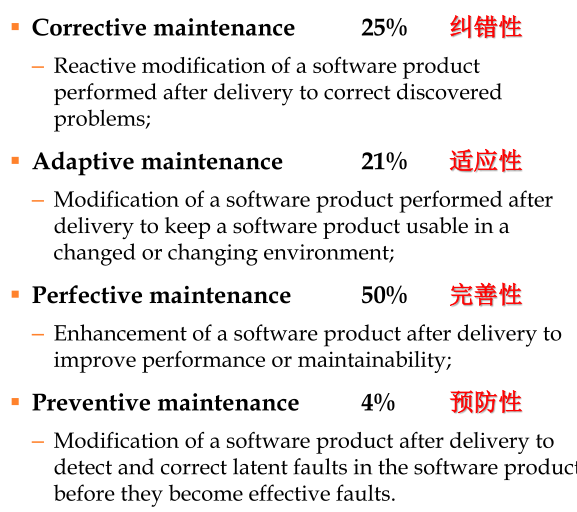 ▪ Corrective maintenance 25% 纠错性
– Reactive modification of a software product
performed after delivery to correct discovered
problems;
▪ Adaptive maintenance 21% 适应性
– Modification of a software product performed after
delivery to keep a software product usable in a
changed or changing environment;
▪ Perfective maintenance 50% 完善性
– Enhancement of a software product after delivery to
improve performance or maintainability;
▪ Preventive maintenance 4% 预防性
– Modification of a software product after delivery to
detect and correct latent faults in the software product
before they become effective faults.